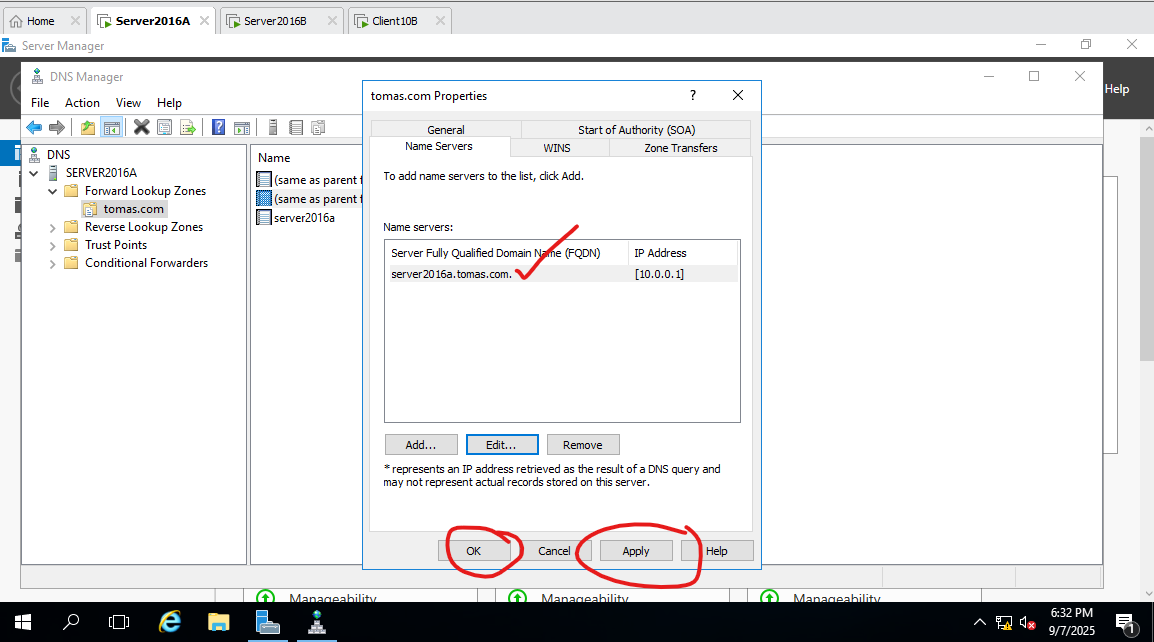 Home
Server2016A
Server2016B
Client10B
Server Manager
DNS Manager
Help
File Action View Help
DNS
SERVER2016A
Forward Lookup Zones
tomas.com
Reverse Lookup Zones
Trust Points
Conditional Forwarders
Name
(same as parent f
(same as parent f
server2016a
tomas.com Properties
?
General
Start of Authority (SOA)
Name Servers
WINS
Zone Transfers
To add name servers to the list, click Add.
Name servers:
Server Fully Qualified Domain Name (FQDN) IP Address
server2016a.tomas.com. [10.0.0.1]
Add... Edit... Remove
* represents an IP address retrieved as the result of a DNS query and
may not represent actual records stored on this server.
OK Cancel Apply Help
Manageability Manageability Manageability
6:32 PM
9/7/2025
1